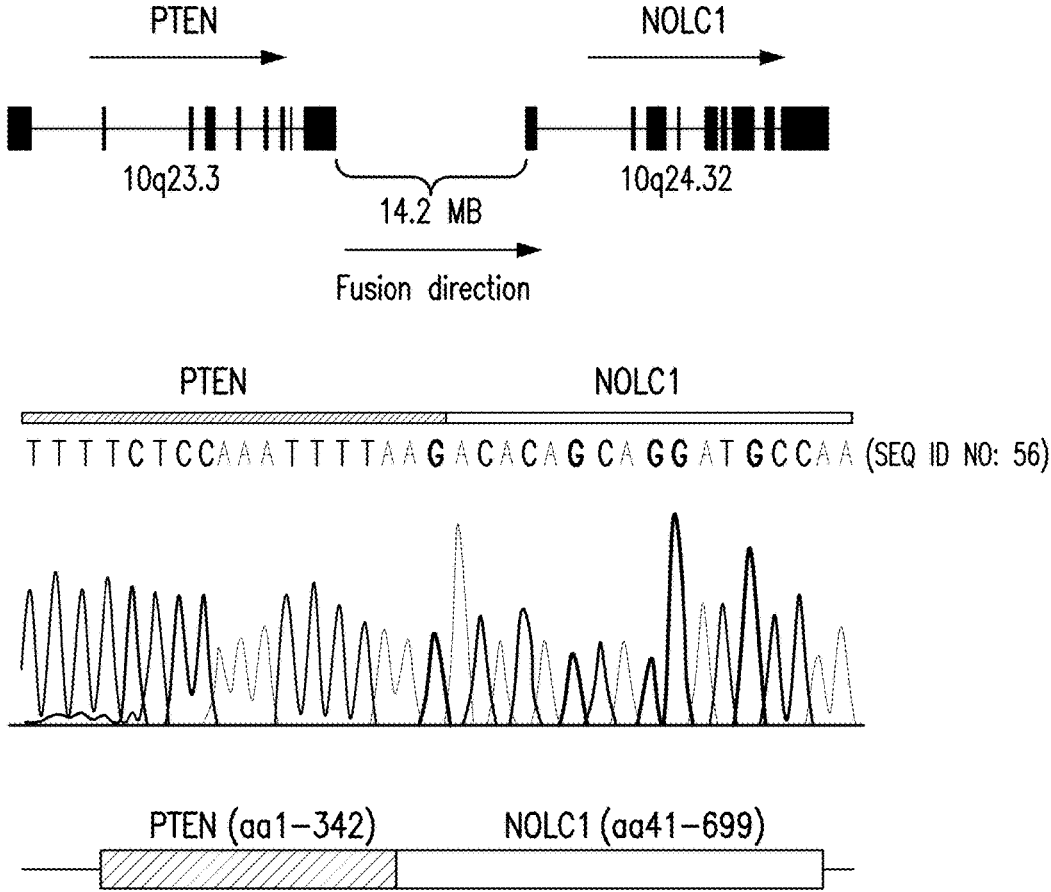 PTEN NOLC1
10q23.3 10q24.32
14.2 MB
Fusion direction
PTEN NOLC1
TTTTCTCCAAATTTTAAGACACAGCAGGATGCCAA (SEQ ID NO: 56)
PTEN (aa1-342) NOLC1 (aa41-699)